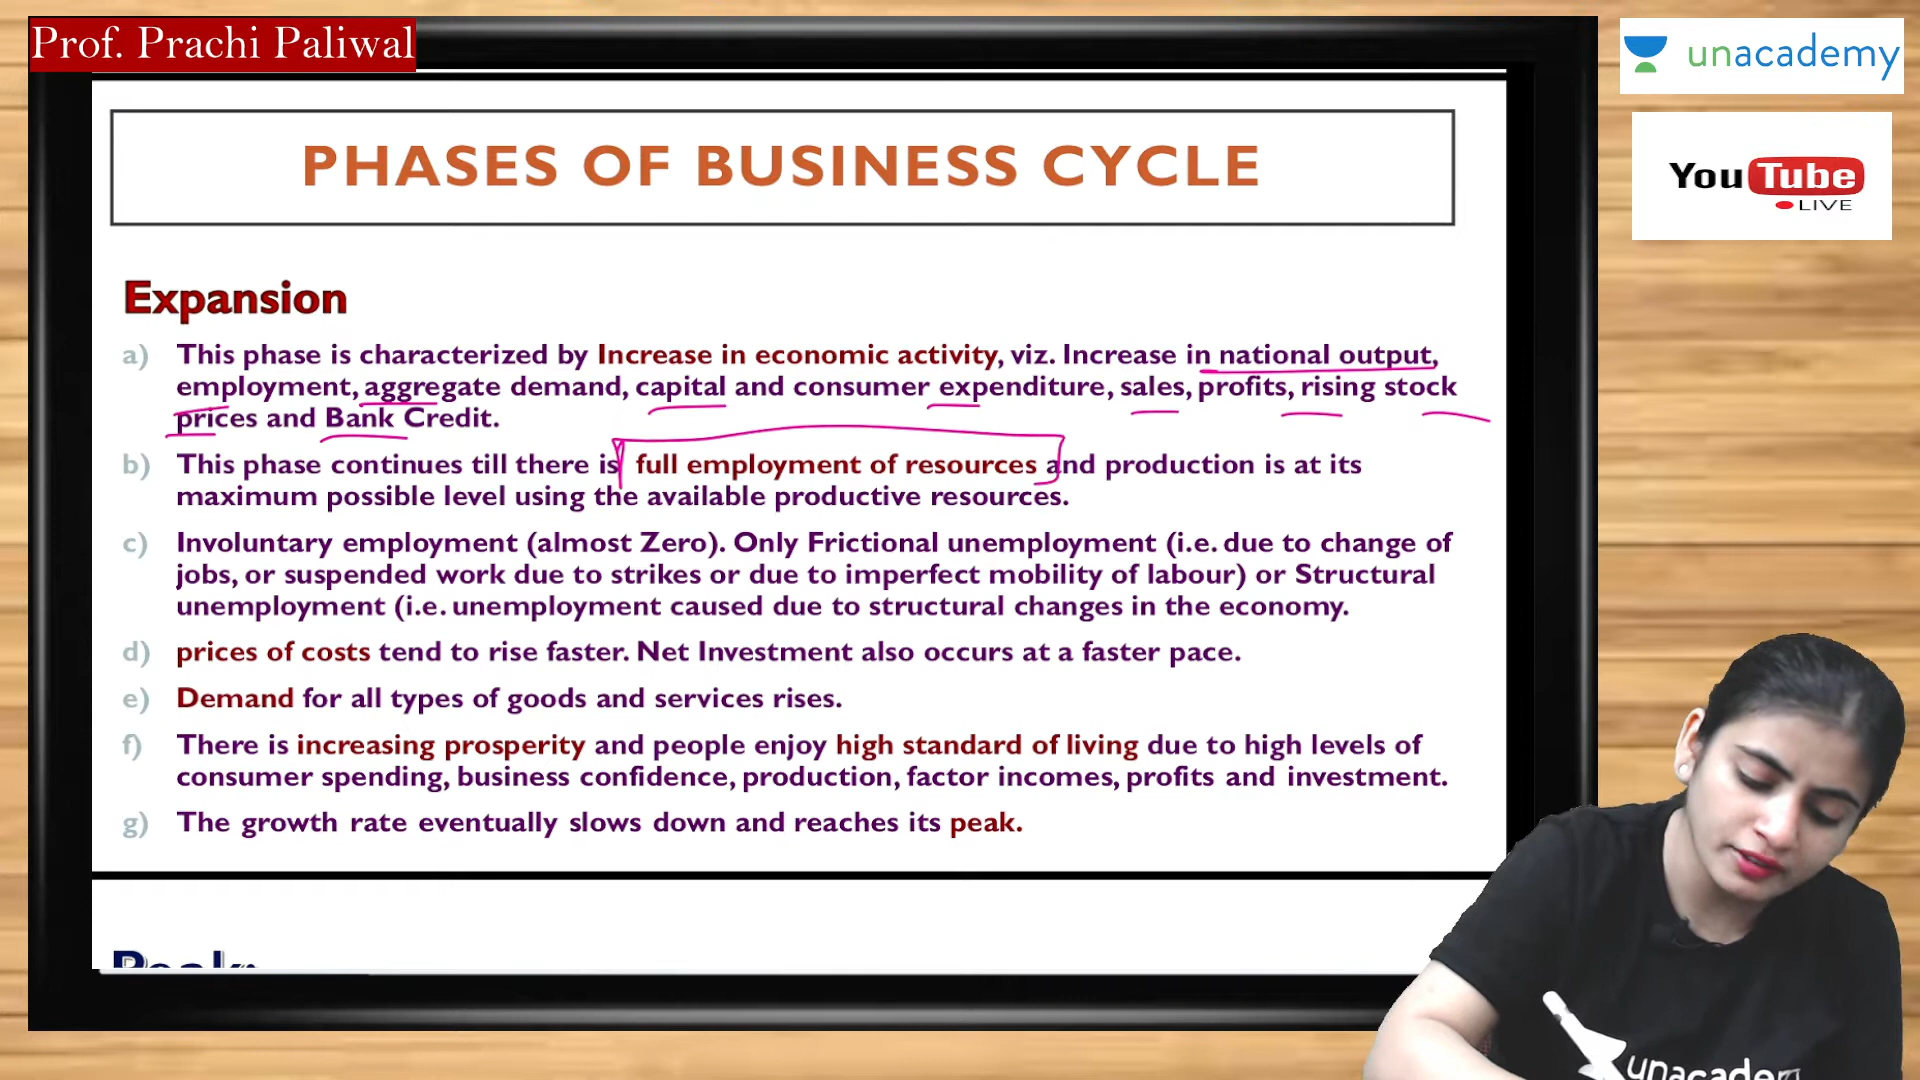 Prof. Prachi Paliwal
unacademy
YouTube
LIVE
PHASES OF BUSINESS CYCLE
Expansion
a) This phase is characterized by Increase in economic activity, viz. Increase in national output,
employment, aggregate demand, capital and consumer expenditure, sales, profits, rising stock
prices and Bank Credit.
b) This phase continues till there is full employment of resources and production is at its
maximum possible level using the available productive resources.
c) Involuntary employment (almost Zero). Only Frictional unemployment (i.e. due to change of
jobs, or suspended work due to strikes or due to imperfect mobility of labour) or Structural
unemployment (i.e. unemployment caused due to structural changes in the economy.
d) prices of costs tend to rise faster. Net Investment also occurs at a faster pace.
e) Demand for all types of goods and services rises.
f) There is increasing prosperity and people enjoy high standard of living due to high levels of
consumer spending, business confidence, production, factor incomes, profits and investment.
g) The growth rate eventually slows down and reaches its peak.
Peak:
unacademy